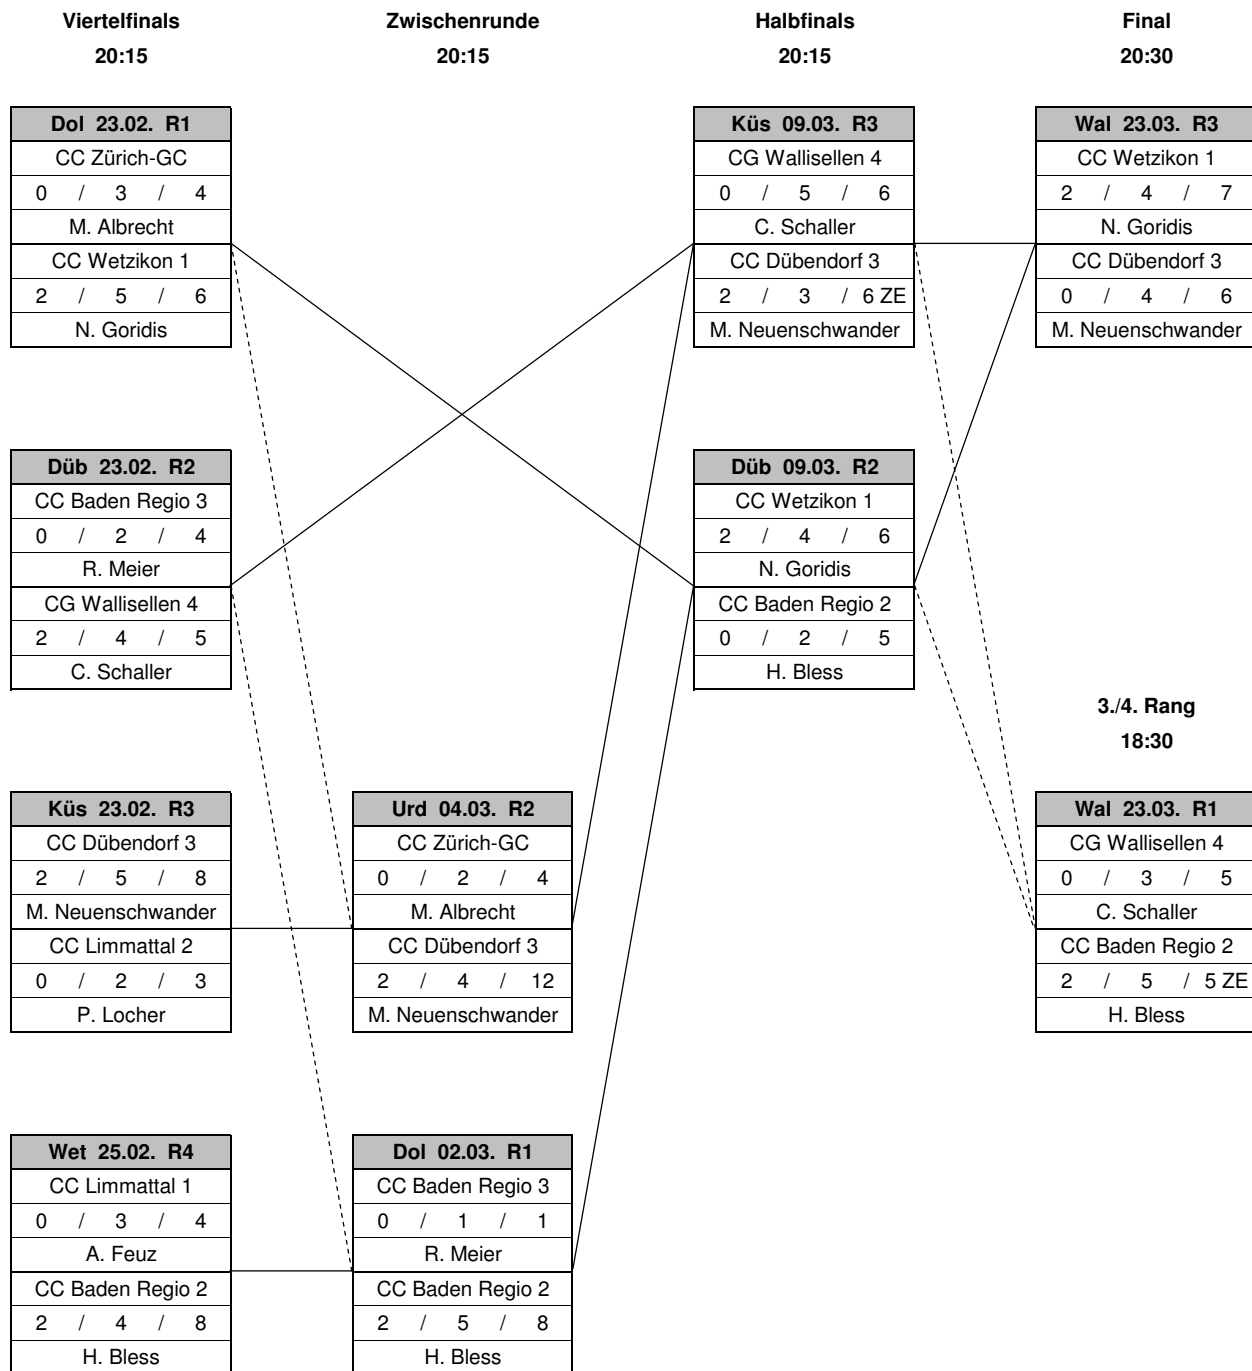 Viertelfinals
20:15
Zwischenrunde
20:15
Halbfinals
20:15
Final
20:30
Dol 23.02. R1
CC Zürich-GC
0 / 3 / 4
M. Albrecht
CC Wetzikon 1
2 / 5 / 6
N. Goridis
Düb 23.02. R2
CC Baden Regio 3
0 / 2 / 4
R. Meier
CG Wallisellen 4
2 / 4 / 5
C. Schaller
Küs 23.02. R3
CC Dübendorf 3
2 / 5 / 8
M. Neuenschwander
CC Limmattal 2
0 / 2 / 3
P. Locher
Wet 25.02. R4
CC Limmattal 1
0 / 3 / 4
A. Feuz
CC Baden Regio 2
2 / 4 / 8
H. Bless
Urd 04.03. R2
CC Zürich-GC
0 / 2 / 4
M. Albrecht
CC Dübendorf 3
2 / 4 / 12
M. Neuenschwander
Dol 02.03. R1
CC Baden Regio 3
0 / 1 / 1
R. Meier
CC Baden Regio 2
2 / 5 / 8
H. Bless
Küs 09.03. R3
CG Wallisellen 4
0 / 5 / 6
C. Schaller
CC Dübendorf 3
2 / 3 / 6 ZE
M. Neuenschwander
Düb 09.03. R2
CC Wetzikon 1
2 / 4 / 6
N. Goridis
CC Baden Regio 2
0 / 2 / 5
H. Bless
Wal 23.03. R3
CC Wetzikon 1
2 / 4 / 7
N. Goridis
CC Dübendorf 3
0 / 4 / 6
M. Neuenschwander
3./4. Rang
18:30
Wal 23.03. R1
CG Wallisellen 4
0 / 3 / 5
C. Schaller
CC Baden Regio 2
2 / 5 / 5 ZE
H. Bless